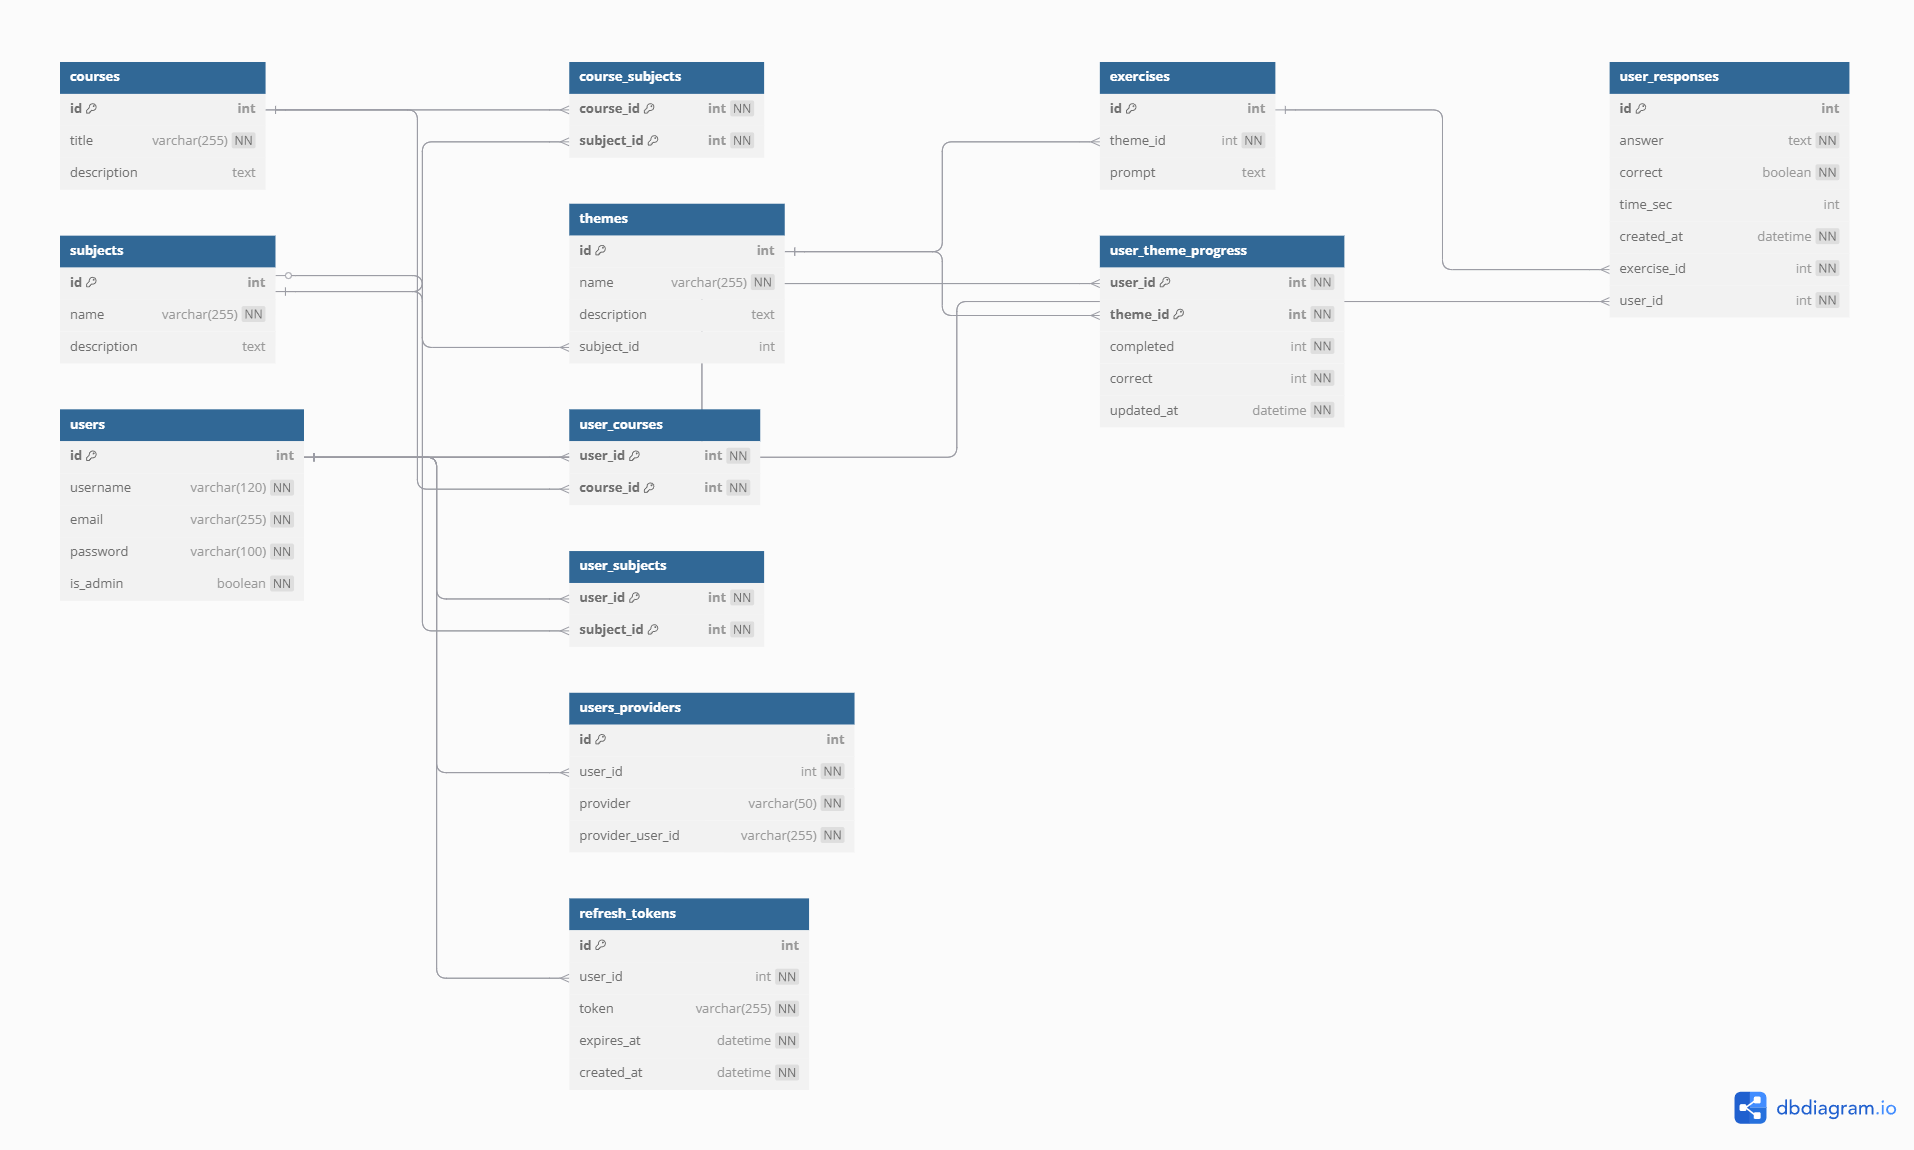 courses
id int
title varchar(255) NN
description text
subjects
id int
name varchar(255) NN
description text
users
id int
username varchar(120) NN
email varchar(255) NN
password varchar(100) NN
is_admin boolean NN
course_subjects
course_id int NN
subject_id int NN
themes
id int
name varchar(255) NN
description text
subject_id int
user_courses
user_id int NN
course_id int NN
user_subjects
user_id int NN
subject_id int NN
users_providers
id int
user_id int NN
provider varchar(50) NN
provider_user_id varchar(255) NN
refresh_tokens
id int
user_id int NN
token varchar(255) NN
expires_at datetime NN
created_at datetime NN
exercises
id int
theme_id int NN
prompt text
user_theme_progress
user_id int NN
theme_id int NN
completed int NN
correct int NN
updated_at datetime NN
user_responses
id int
answer text NN
correct boolean NN
time_sec int
created_at datetime NN
exercise_id int NN
user_id int NN
dbdiagram.io